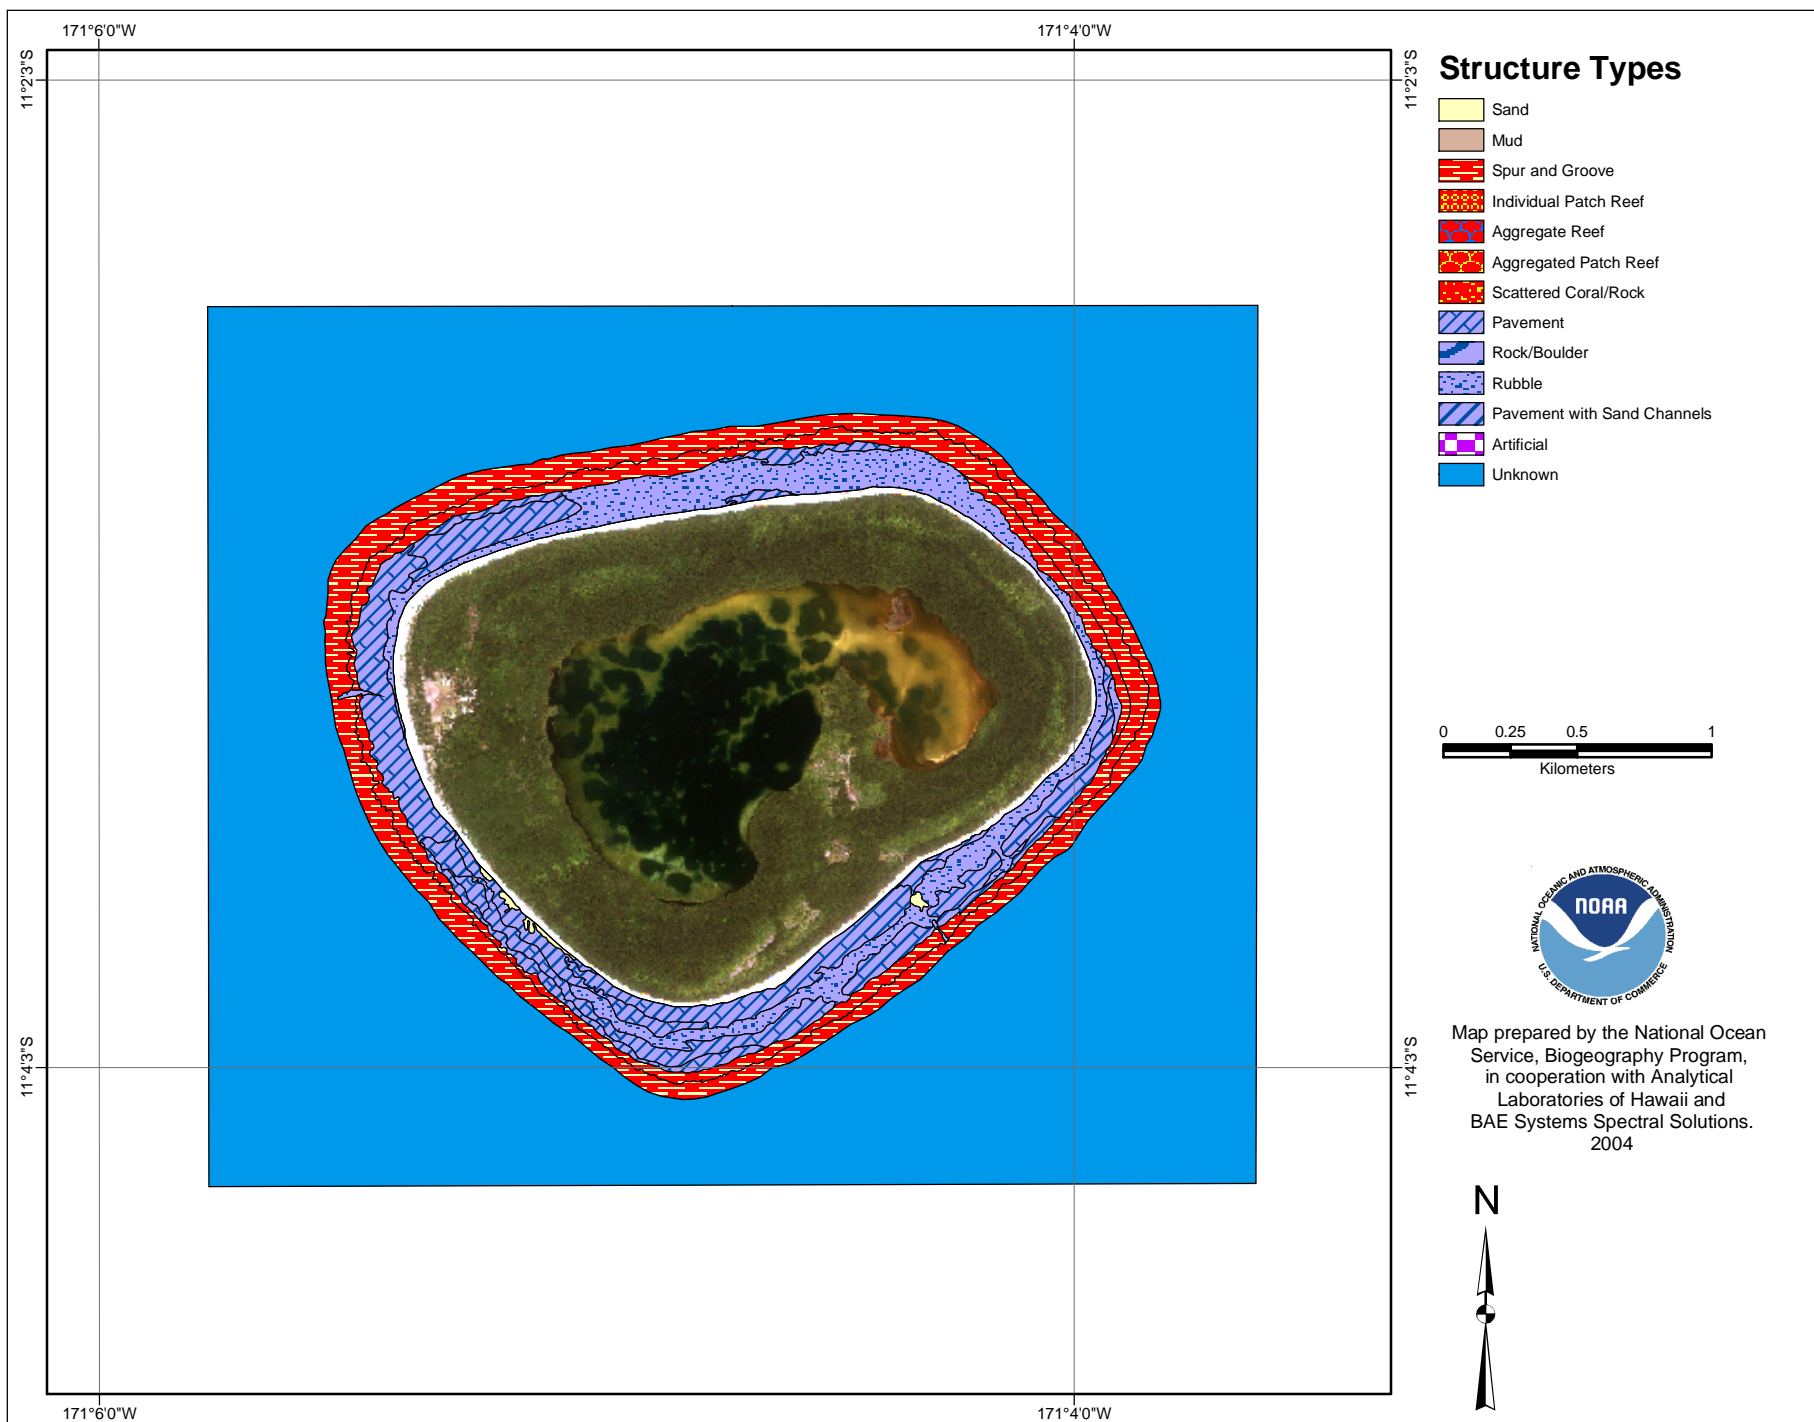 171°6'0"W
171°4'0"W
11°2'3"S
11°2'3"S
Structure Types
Sand
Mud
Spur and Groove
Individual Patch Reef
Aggregate Reef
Aggregated Patch Reef
Scattered Coral/Rock
Pavement
Rock/Boulder
Rubble
Pavement with Sand Channels
Artificial
Unknown
0 0.25 0.5 1
Kilometers
NATIONAL OCEANIC AND ATMOSPHERIC ADMINISTRATION
NOAA
U.S. DEPARTMENT OF COMMERCE
Map prepared by the National Ocean
Service, Biogeography Program,
in cooperation with Analytical
Laboratories of Hawaii and
BAE Systems Spectral Solutions.
2004
11°4'3"S
11°4'3"S
N
171°6'0"W
171°4'0"W